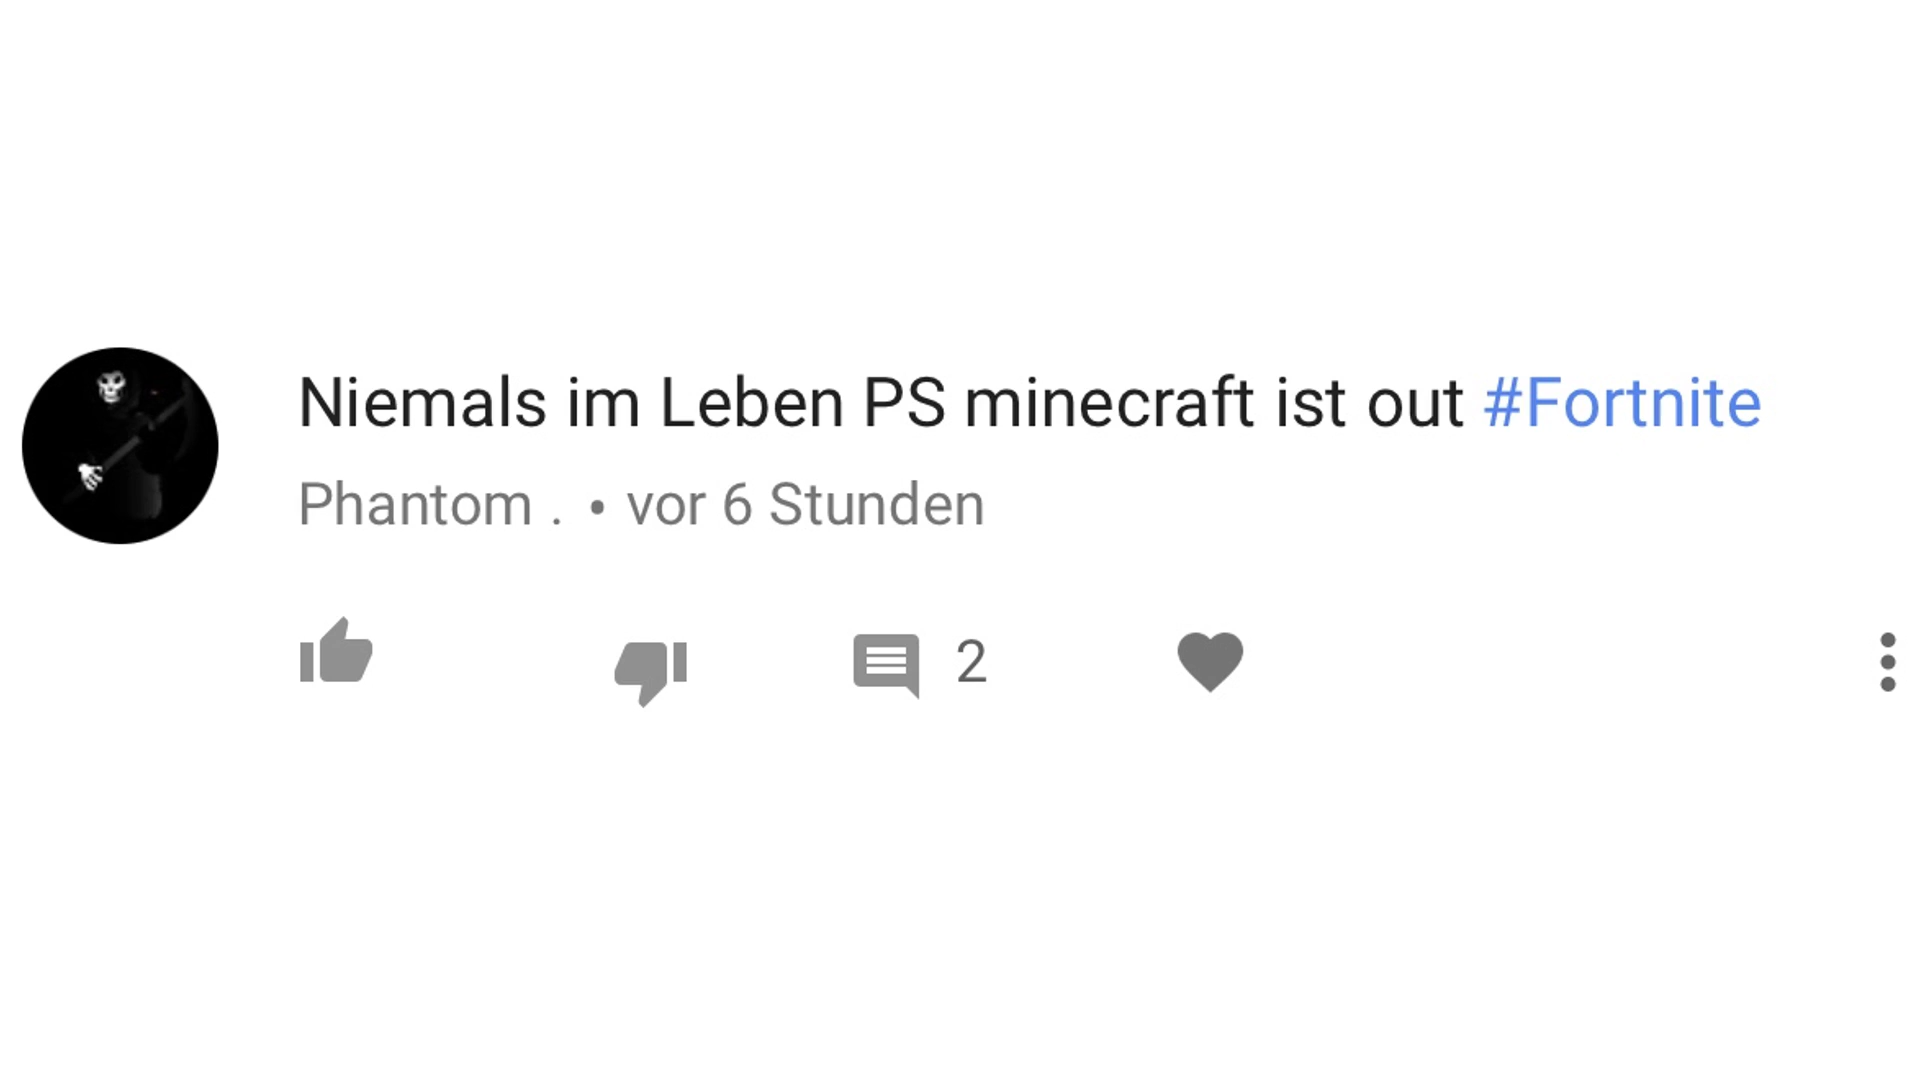 Niemals im Leben PS minecraft ist out #Fortnite
Phantom . • vor 6 Stunden
2